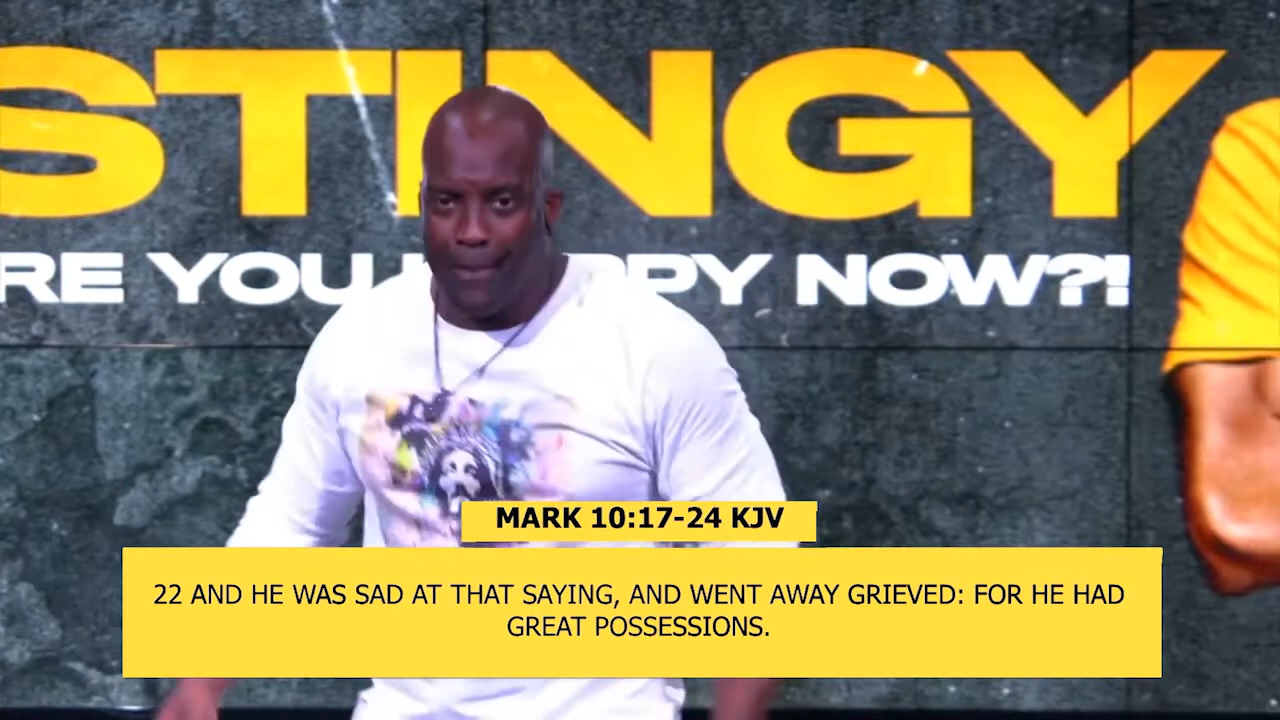 STINGY
RE YOU PPY NOW?!
MARK 10:17-24 KJV
22 AND HE WAS SAD AT THAT SAYING, AND WENT AWAY GRIEVED: FOR HE HAD
GREAT POSSESSIONS.